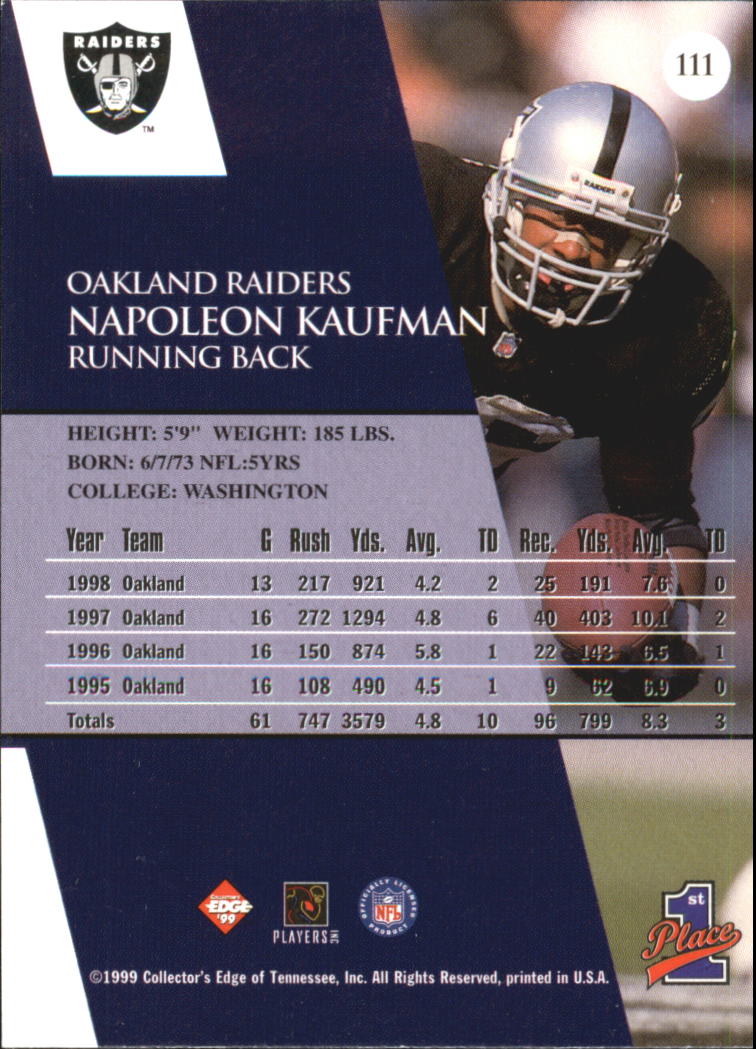 RAIDERS
TM
111
RAIDERS
OAKLAND RAIDERS
NAPOLEON KAUFMAN
RUNNING BACK
HEIGHT: 5'9" WEIGHT: 185 LBS.
BORN: 6/7/73 NFL:5YRS
COLLEGE: WASHINGTON
Year Team G Rush Yds. Avg. TD Rec. Yds. Avg. TD
1998 Oakland 13 217 921 4.2 2 25 191 7.6 0
1997 Oakland 16 272 1294 4.8 6 40 403 10.1 2
1996 Oakland 16 150 874 5.8 1 22 143 6.5 1
1995 Oakland 16 108 490 4.5 1 9 62 6.9 0
Totals 61 747 3579 4.8 10 96 799 8.3 3
COLLECTOR'S
EDGE
'99
PLAYERS INC
OFFICIALLY LICENSED
NFL
PRODUCT
1st
Place
©1999 Collector's Edge of Tennessee, Inc. All Rights Reserved, printed in U.S.A.